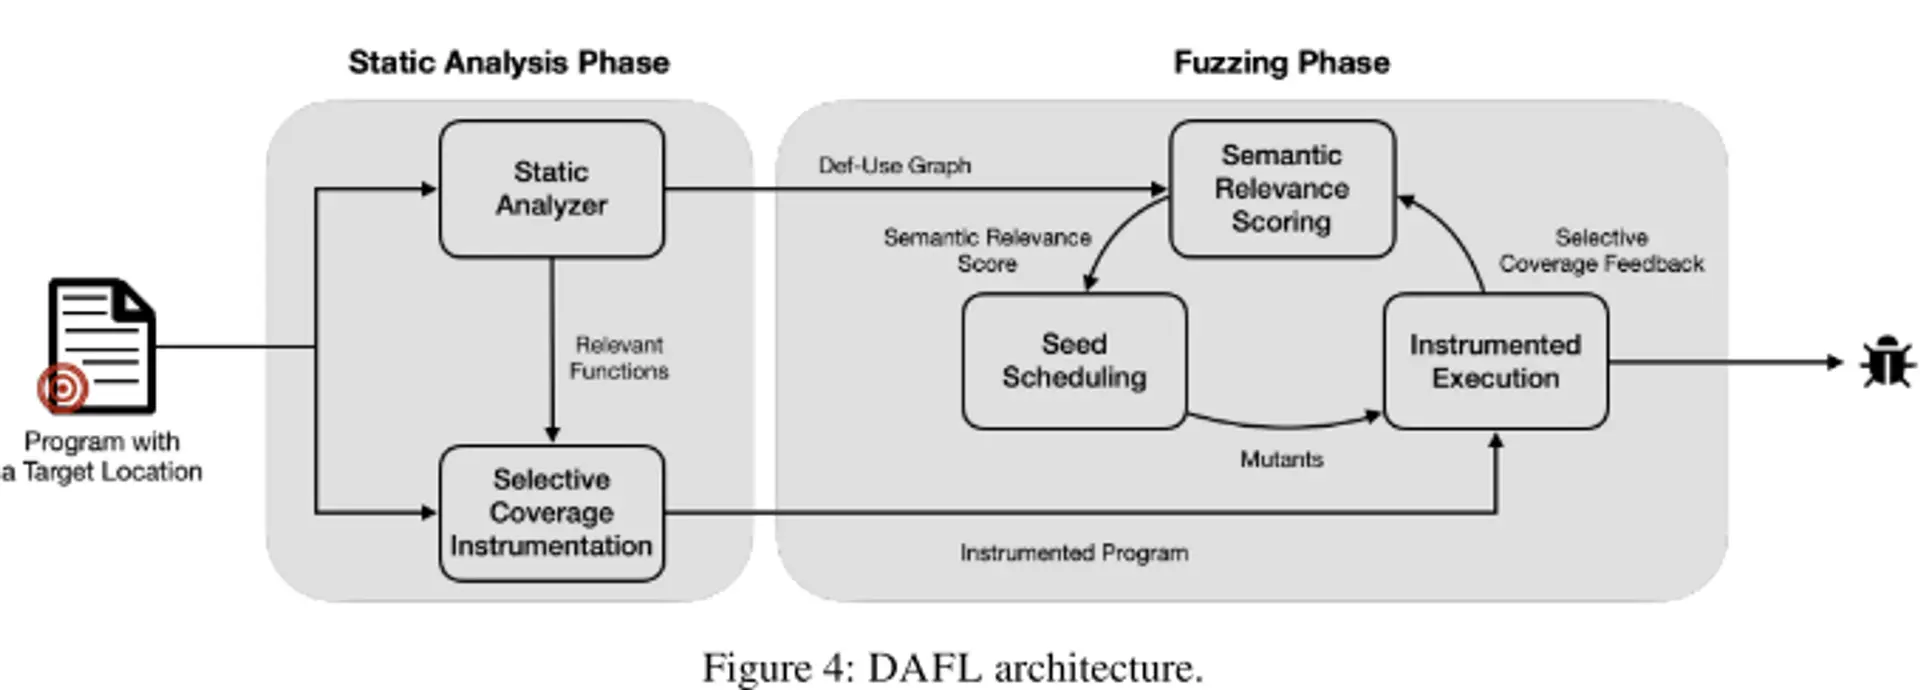 Static Analysis Phase
Fuzzing Phase
Static
Analyzer
Def-Use Graph
Semantic
Relevance
Scoring
Semantic Relevance
Score
Selective
Coverage Feedback
Program with
a Target Location
Relevant
Functions
Seed
Scheduling
Instrumented
Execution
Mutants
Selective
Coverage
Instrumentation
Instrumented Program
Figure 4: DAFL architecture.